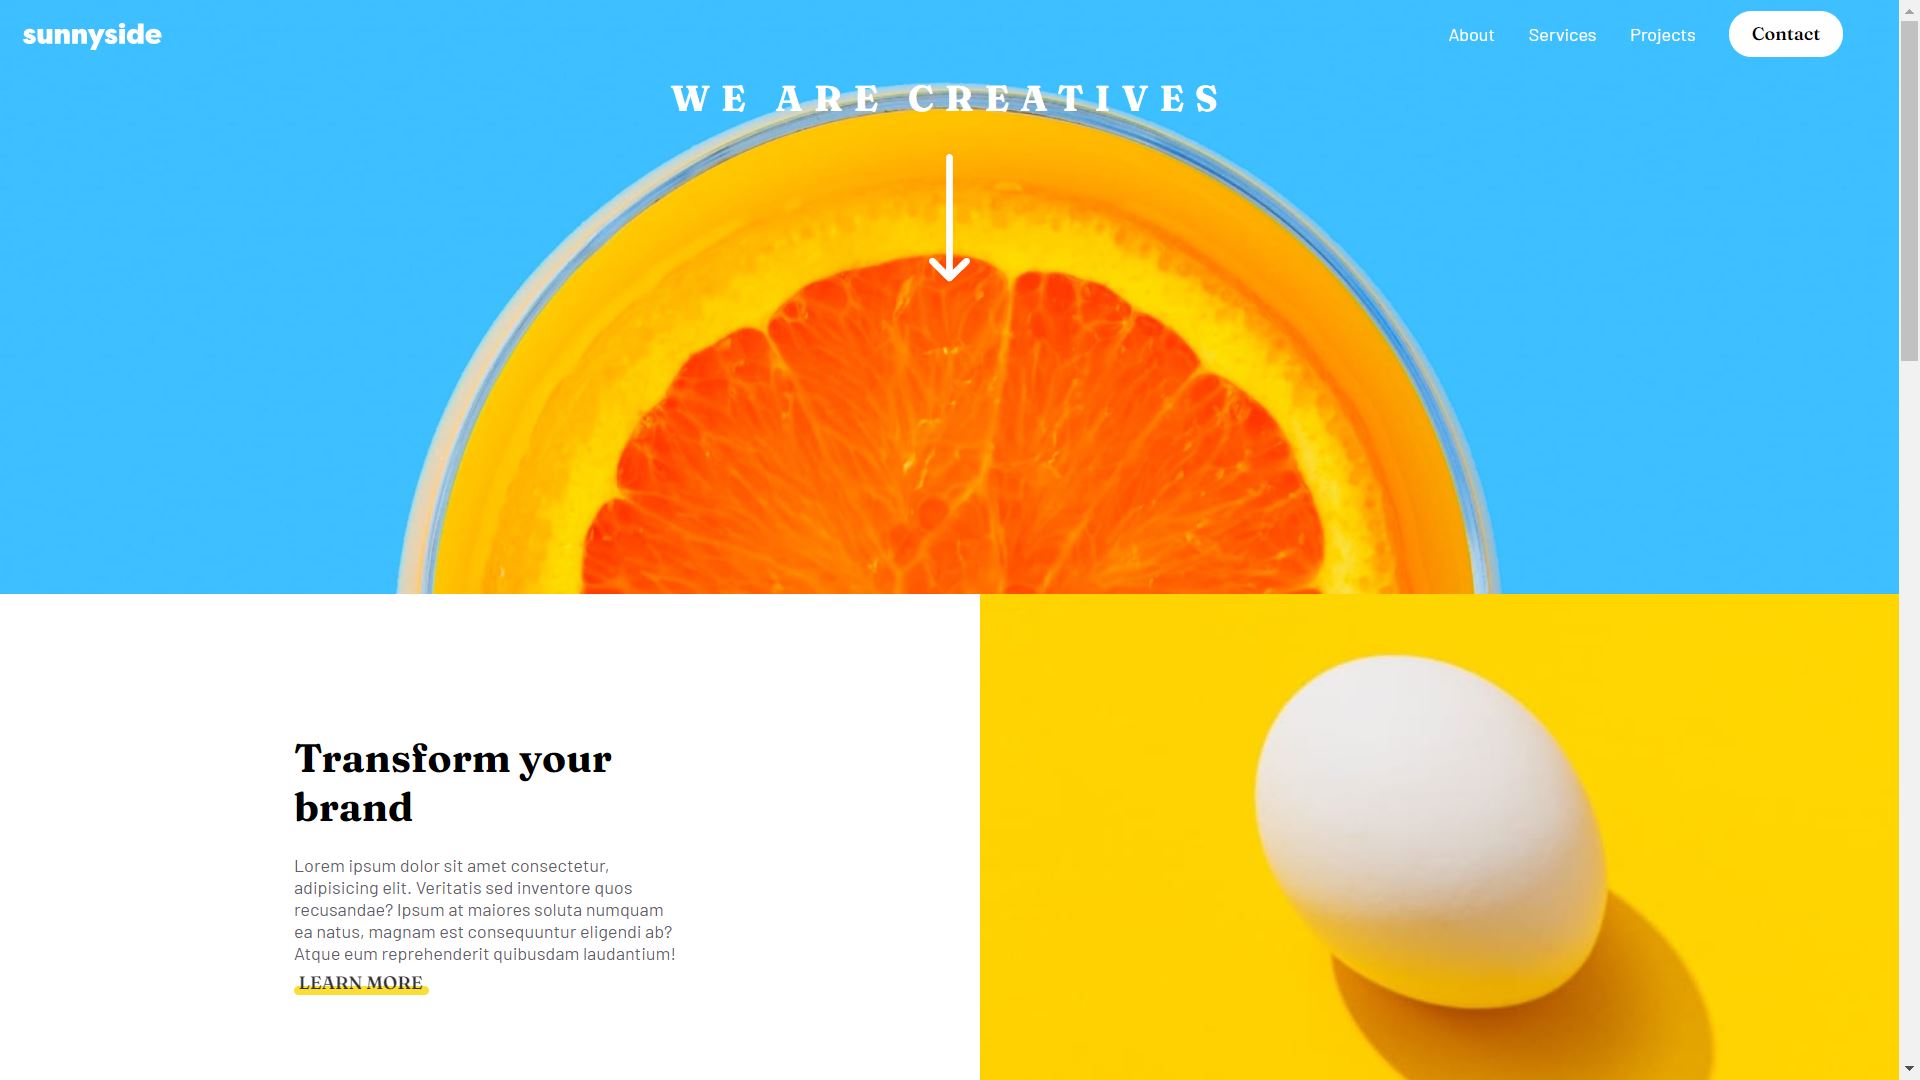 sunnyside
About Services Projects Contact
WE ARE CREATIVES
Transform your
brand
Lorem ipsum dolor sit amet consectetur,
adipisicing elit. Veritatis sed inventore quos
recusandae? Ipsum at maiores soluta numquam
ea natus, magnam est consequuntur eligendi ab?
Atque eum reprehenderit quibusdam laudantium!
LEARN MORE